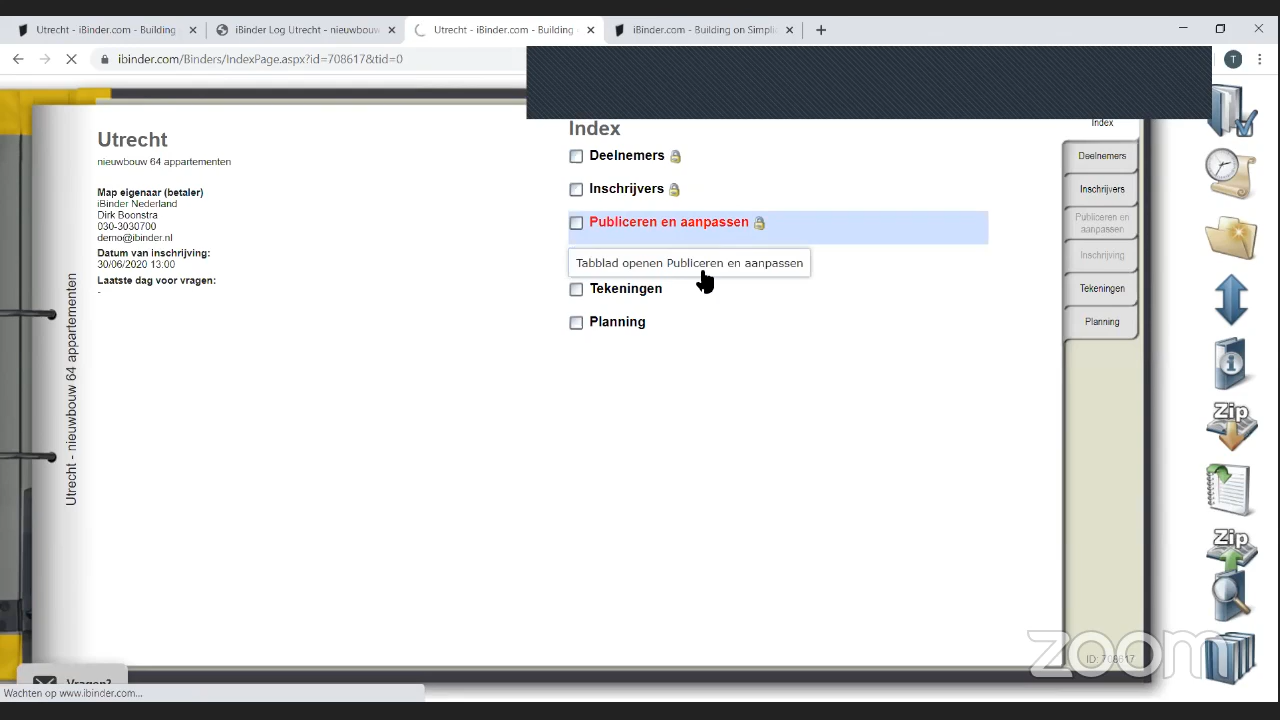 Utrecht - iBinder.com - Building
iBinder Log Utrecht - nieuwbouw
Utrecht - iBinder.com - Building
iBinder.com - Building on Simpli
ibinder.com/Binders/IndexPage.aspx?id=708617&tid=0
T
Utrecht
nieuwbouw 64 appartementen
Map eigenaar (betaler)
iBinder Nederland
Dirk Boonstra
030-3030700
demo@ibinder.nl
Datum van inschrijving:
30/06/2020 13:00
Laatste dag voor vragen:
-
Utrecht - nieuwbouw 64 appartementen
Index
Deelnemers
Inschrijvers
Publiceren en aanpassen
Tabblad openen Publiceren en aanpassen
Tekeningen
Planning
Index
Deelnemers
Inschrijvers
Publiceren en
aanpassen
Inschrijving
Tekeningen
Planning
Zip
Zip
ID: 708617
zoom
Vragen?
Wachten op www.ibinder.com...